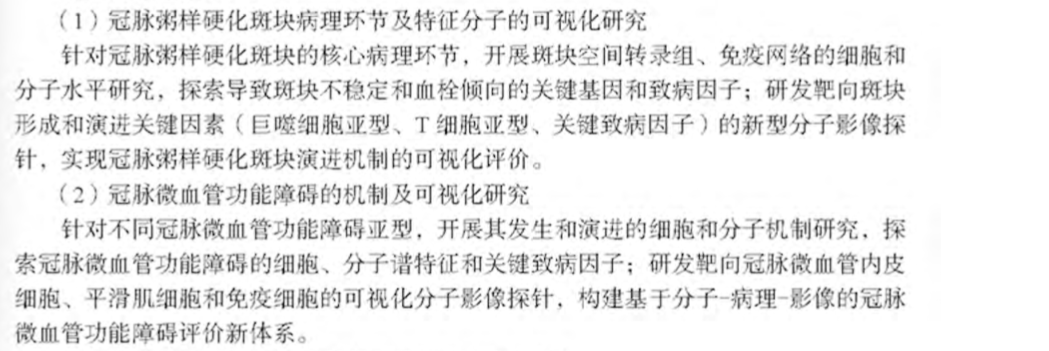 （1）冠脉粥样硬化斑块病理环节及特征分子的可视化研究
针对冠脉粥样硬化斑块的核心病理环节，开展斑块空间转录组、免疫网络的细胞和
分子水平研究，探索导致斑块不稳定和血栓倾向的关键基因和致病因子；研发靶向斑块
形成和演进关键因素（巨噬细胞亚型、T 细胞亚型、关键致病因子）的新型分子影像探
针，实现冠脉粥样硬化斑块演进机制的可视化评价。
（2）冠脉微血管功能障碍的机制及可视化研究
针对不同冠脉微血管功能障碍亚型，开展其发生和演进的细胞和分子机制研究，探
索冠脉微血管功能障碍的细胞、分子谱特征和关键致病因子；研发靶向冠脉微血管内皮
细胞、平滑肌细胞和免疫细胞的可视化分子影像探针，构建基于分子-病理-影像的冠脉
微血管功能障碍评价新体系。